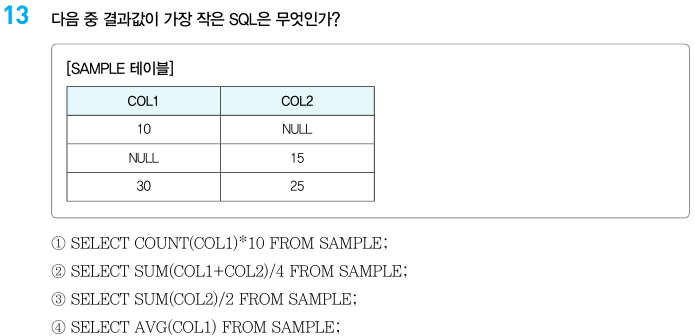 13 다음 중 결과값이 가장 작은 SQL은 무엇인가?
[SAMPLE 테이블]
COL1 COL2
10 NULL
NULL 15
30 25
① SELECT COUNT(COL1)*10 FROM SAMPLE;
② SELECT SUM(COL1+COL2)/4 FROM SAMPLE;
③ SELECT SUM(COL2)/2 FROM SAMPLE;
④ SELECT AVG(COL1) FROM SAMPLE;